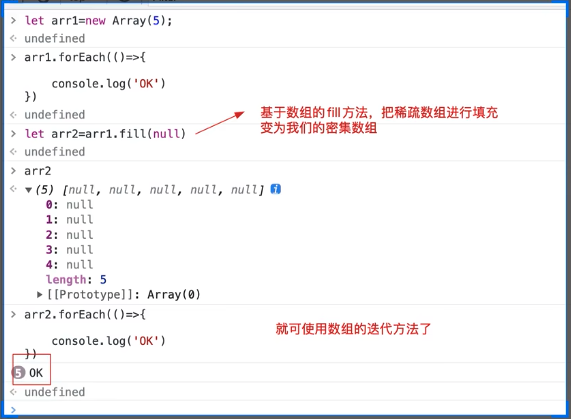 > let arr1=new Array(5);
<· undefined
> arr1.forEach(()=>{
console.log('OK')
})
<· undefined
> let arr2=arr1.fill(null)
基于数组的fill方法，把稀疏数组进行填充
变为我们的密集数组
<· undefined
> arr2
<· ▼(5) [null, null, null, null, null] i
0: null
1: null
2: null
3: null
4: null
length: 5
▶[[Prototype]]: Array(0)
> arr2.forEach(()=>{
就可使用数组的迭代方法了
console.log('OK')
})
5 OK
<· undefined
>